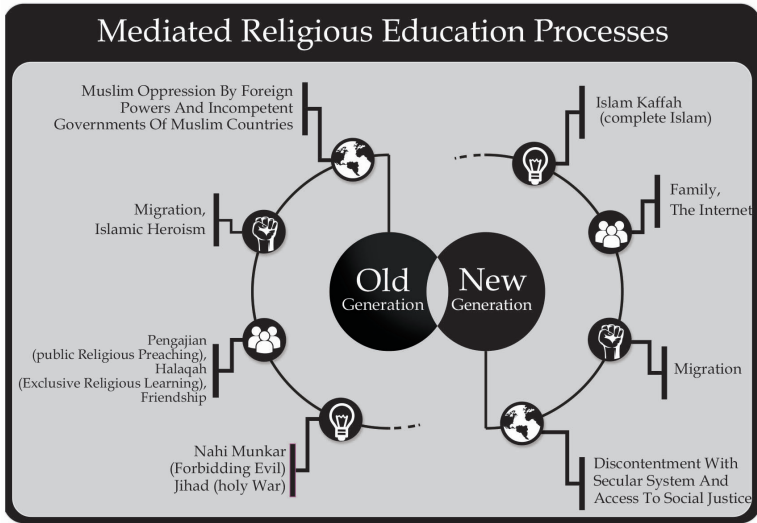 Mediated Religious Education Processes
Muslim Oppression By Foreign
Powers And Incompetent
Governments Of Muslim Countries
Migration,
Islamic Heroism
Pengajian
(public Religious Preaching),
Halaqah
(Exclusive Religious Learning),
Friendship
Nahi Munkar
(Forbidding Evil)
Jihad (holy War)
Old
Generation
New
Generation
Islam Kaffah
(complete Islam)
Family,
The Internet
Migration
Discontentment With
Secular System And
Access To Social Justice